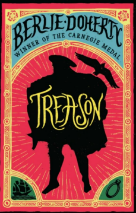 BERLIE DOHERTY
WINNER OF THE CARNEGIE MEDAL
TREASON